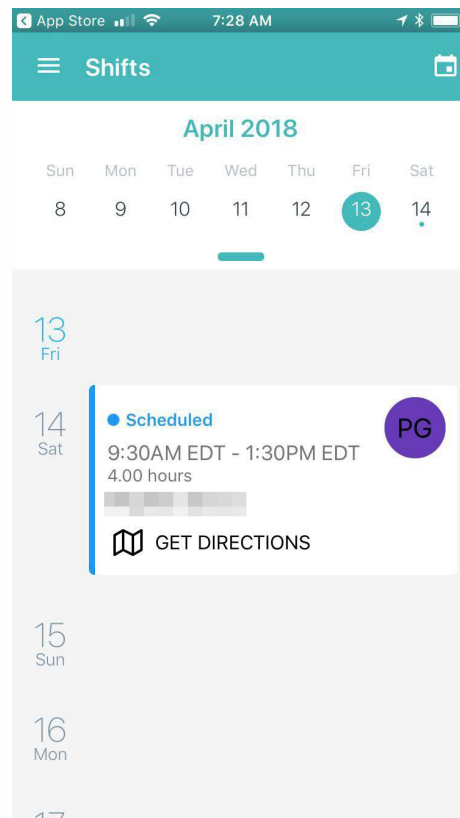 App Store 7:28 AM
Shifts
April 2018
Sun Mon Tue Wed Thu Fri Sat
8 9 10 11 12 13 14
13
Fri
14
Sat
Scheduled
PG
9:30AM EDT - 1:30PM EDT
4.00 hours
GET DIRECTIONS
15
Sun
16
Mon